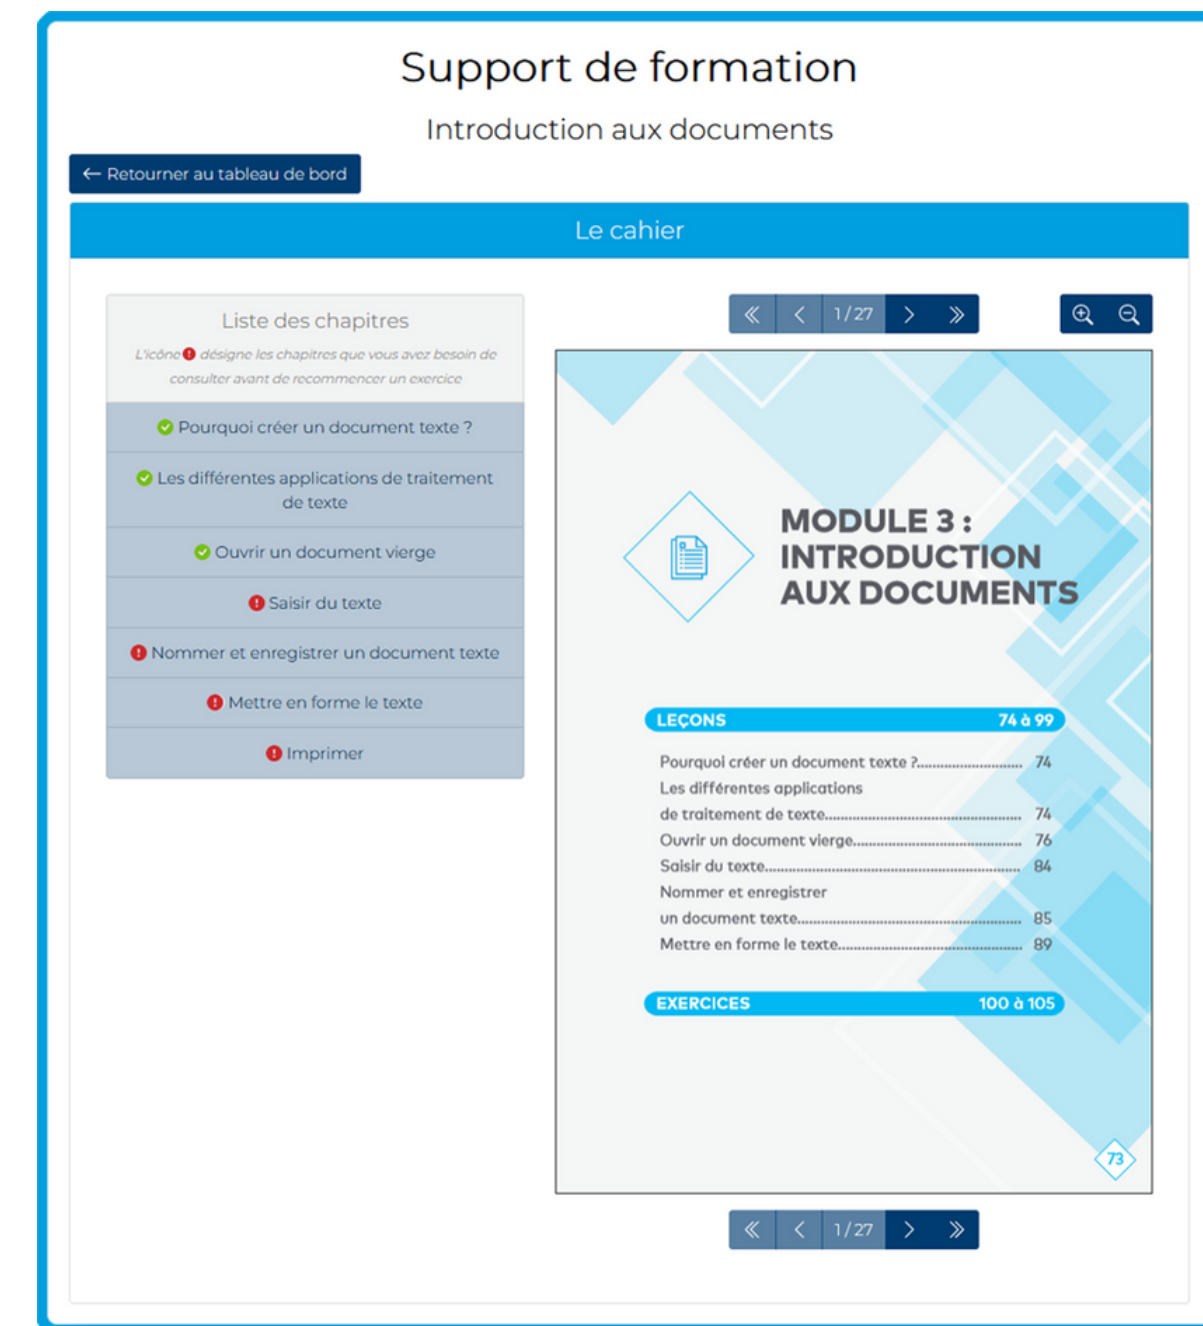 Support de formation
Introduction aux documents
← Retourner au tableau de bord
Le cahier
Liste des chapitres
L'icône désigne les chapitres que vous avez besoin de
consulter avant de recommencer un exercice
Pourquoi créer un document texte ?
Les différentes applications de traitement
de texte
Ouvrir un document vierge
Saisir du texte
Nommer et enregistrer un document texte
Mettre en forme le texte
Imprimer
1/27
MODULE 3 :
INTRODUCTION
AUX DOCUMENTS
LEÇONS 74 à 99
Pourquoi créer un document texte ?............................ 74
Les différentes applications
de traitement de texte.................................................... 74
Ouvrir un document vierge............................................. 76
Saisir du texte.................................................................... 84
Nommer et enregistrer
un document texte............................................................ 85
Mettre en forme le texte................................................. 89
EXERCICES 100 à 105
73
1/27